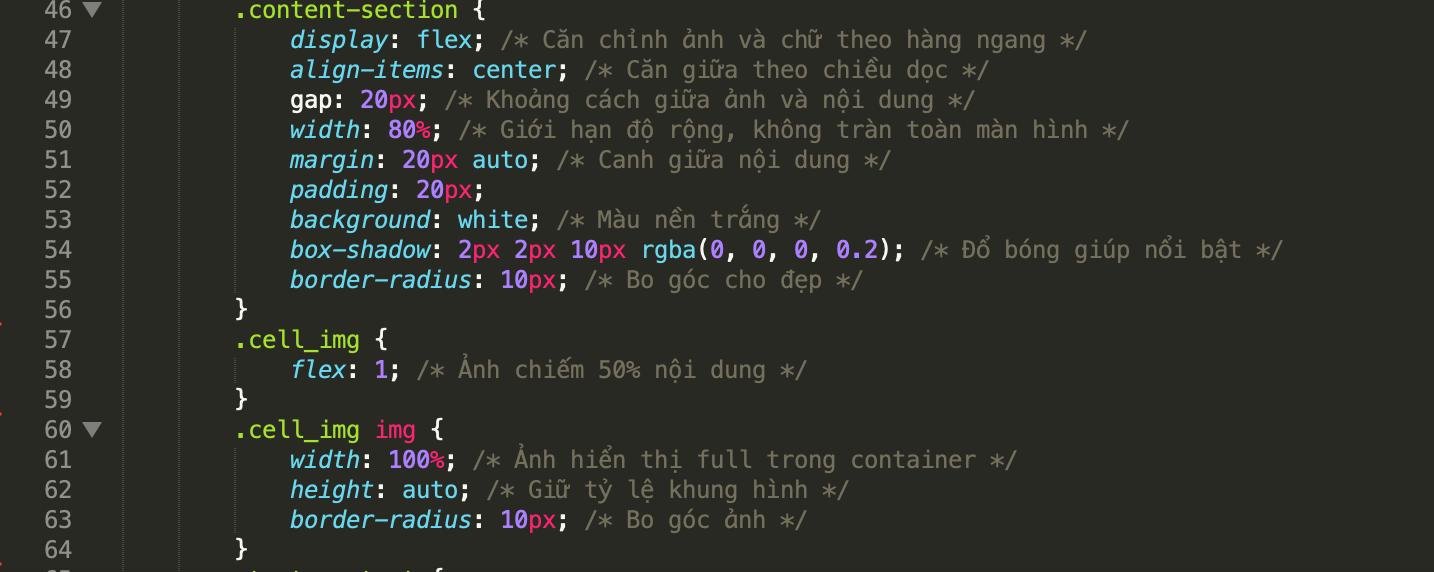 46 .content-section {
47 display: flex; /* Căn chỉnh ảnh và chữ theo hàng ngang */
48 align-items: center; /* Căn giữa theo chiều dọc */
49 gap: 20px; /* Khoảng cách giữa ảnh và nội dung */
50 width: 80%; /* Giới hạn độ rộng, không tràn toàn màn hình */
51 margin: 20px auto; /* Canh giữa nội dung */
52 padding: 20px;
53 background: white; /* Màu nền trắng */
54 box-shadow: 2px 2px 10px rgba(0, 0, 0, 0.2); /* Đổ bóng giúp nổi bật */
55 border-radius: 10px; /* Bo góc cho đẹp */
56 }
57 .cell_img {
58 flex: 1; /* Ảnh chiếm 50% nội dung */
59 }
60 .cell_img img {
61 width: 100%; /* Ảnh hiển thị full trong container */
62 height: auto; /* Giữ tỷ lệ khung hình */
63 border-radius: 10px; /* Bo góc ảnh */
64 }